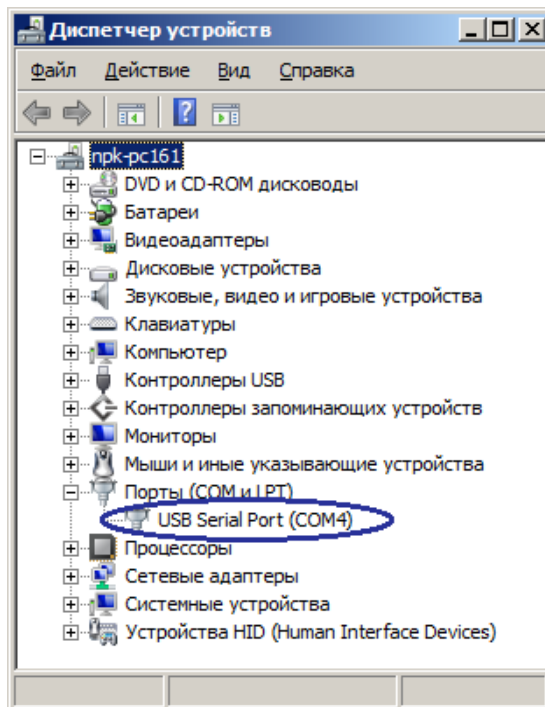 Диспетчер устройств
Файл Действие Вид Справка
npk-pc161
DVD и CD-ROM дисководы
Батареи
Видеоадаптеры
Дисковые устройства
Звуковые, видео и игровые устройства
Клавиатуры
Компьютер
Контроллеры USB
Контроллеры запоминающих устройств
Мониторы
Мыши и иные указывающие устройства
Порты (COM и LPT)
USB Serial Port (COM4)
Процессоры
Сетевые адаптеры
Системные устройства
Устройства HID (Human Interface Devices)